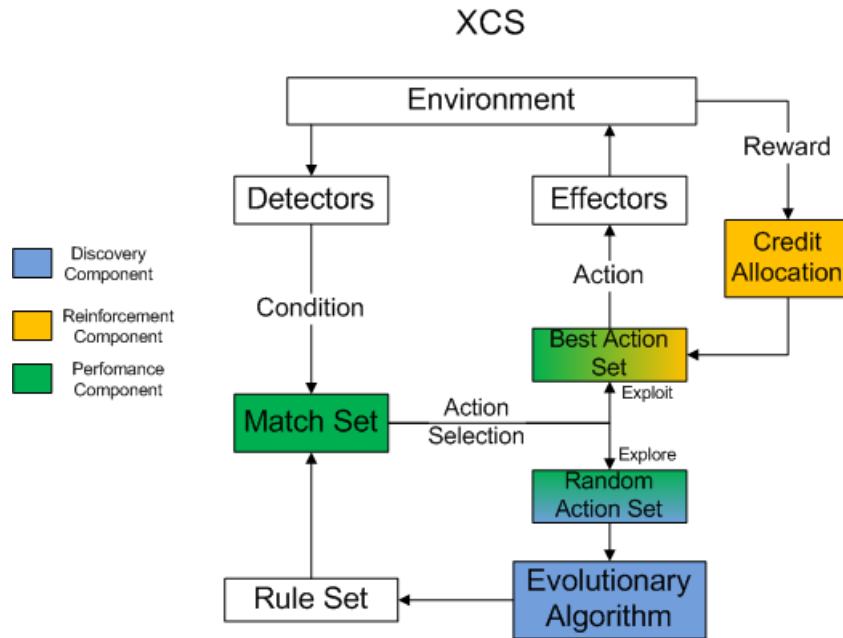 XCS
Environment
Reward
Detectors
Effectors
Credit
Allocation
Discovery
Component
Reinforcement
Component
Perfomance
Component
Condition
Action
Best Action
Set
Exploit
Match Set
Action
Selection
Explore
Random
Action Set
Rule Set
Evolutionary
Algorithm